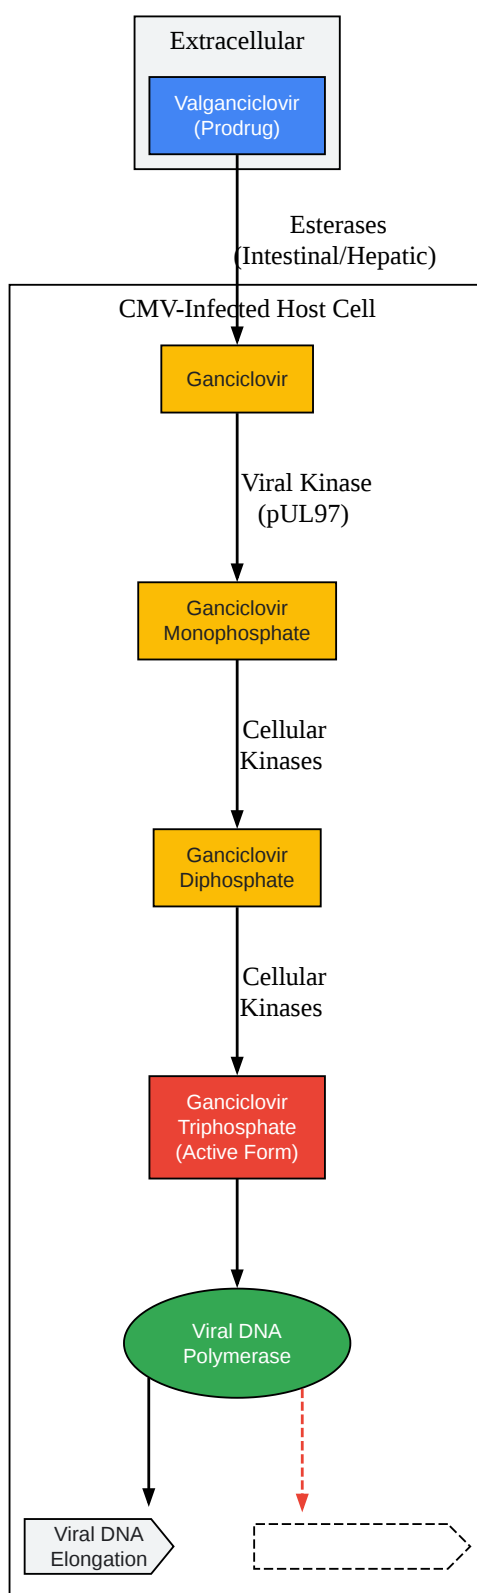 Extracellular
Valganciclovir
(Prodrug)
Esterases
(Intestinal/Hepatic)
CMV-Infected Host Cell
Ganciclovir
Viral Kinase
(pUL97)
Ganciclovir
Monophosphate
Cellular
Kinases
Ganciclovir
Diphosphate
Cellular
Kinases
Ganciclovir
Triphosphate
(Active Form)
Viral DNA
Polymerase
Viral DNA
Elongation